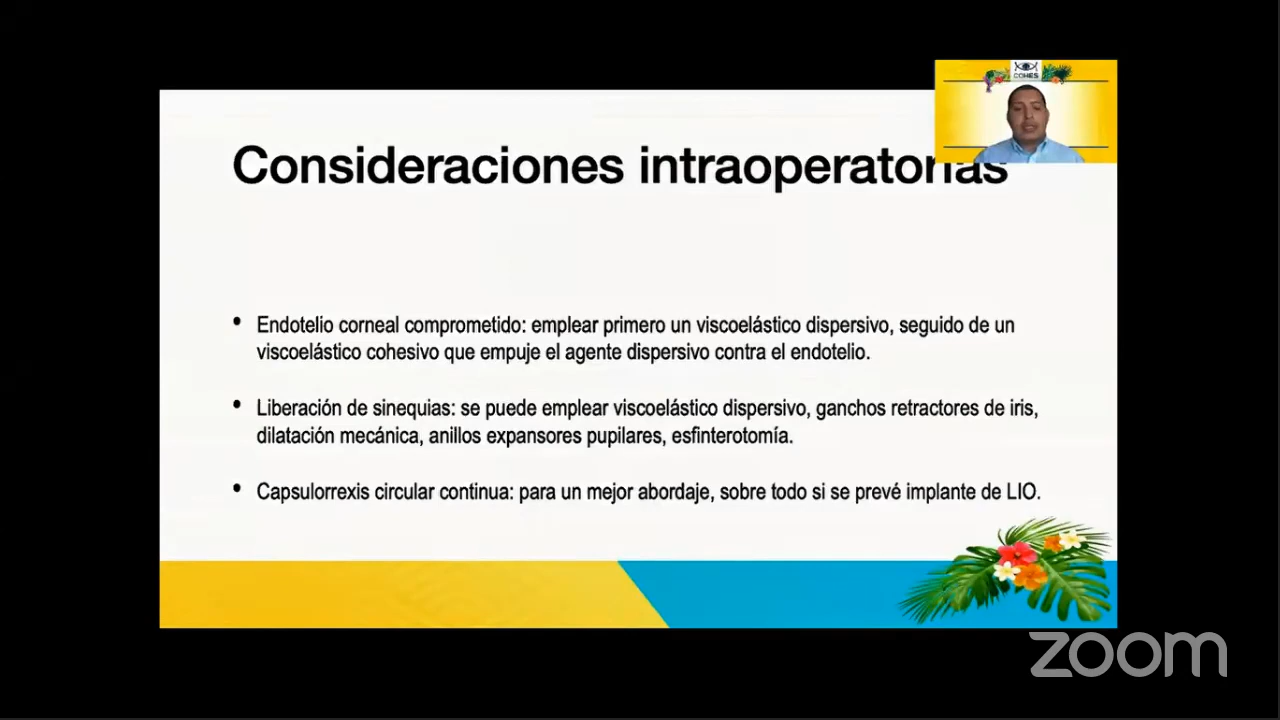 COHES
Consideraciones intraoperatorias
• Endotelio corneal comprometido: emplear primero un viscoelástico dispersivo, seguido de un
viscoelástico cohesivo que empuje el agente dispersivo contra el endotelio.
• Liberación de sinequias: se puede emplear viscoelástico dispersivo, ganchos retractores de iris,
dilatación mecánica, anillos expansores pupilares, esfinterotomía.
• Capsulorrexis circular continua: para un mejor abordaje, sobre todo si se prevé implante de LIO.
zoom